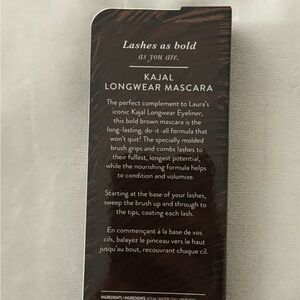 Lashes as bold
as you are.
KAJAL
LONGWEAR MASCARA
The perfect complement to Laura's
iconic Kajal Longwear Eyeliner,
this bold brown mascara is the
long-lasting, do-it-all formula that
won't quit! The specially molded
brush grips and combs lashes to
their fullest, longest potential,
while the nourishing formula helps
to condition and volumize.
Starting at the base of your lashes,
sweep the brush up and through to
the tips, coating each lash.
En commençant à la base de vos
cils, balayez le pinceau vers le haut
jusqu'au bout, recouvrant chaque cil.
INGREDIENTS/INGRÉDIENTS: